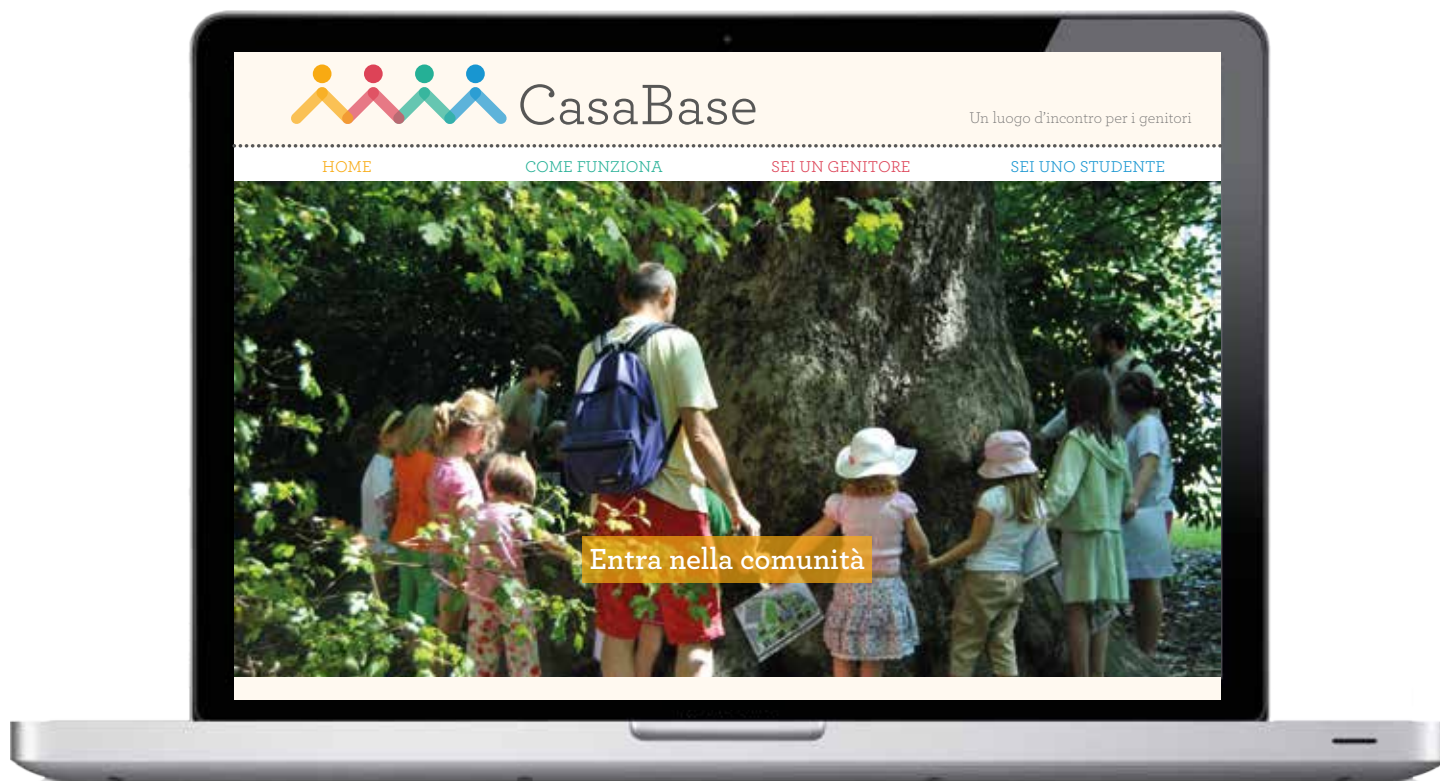 CasaBase
Un luogo d'incontro per i genitori
HOME
COME FUNZIONA
SEI UN GENITORE
SEI UNO STUDENTE
Entra nella comunità